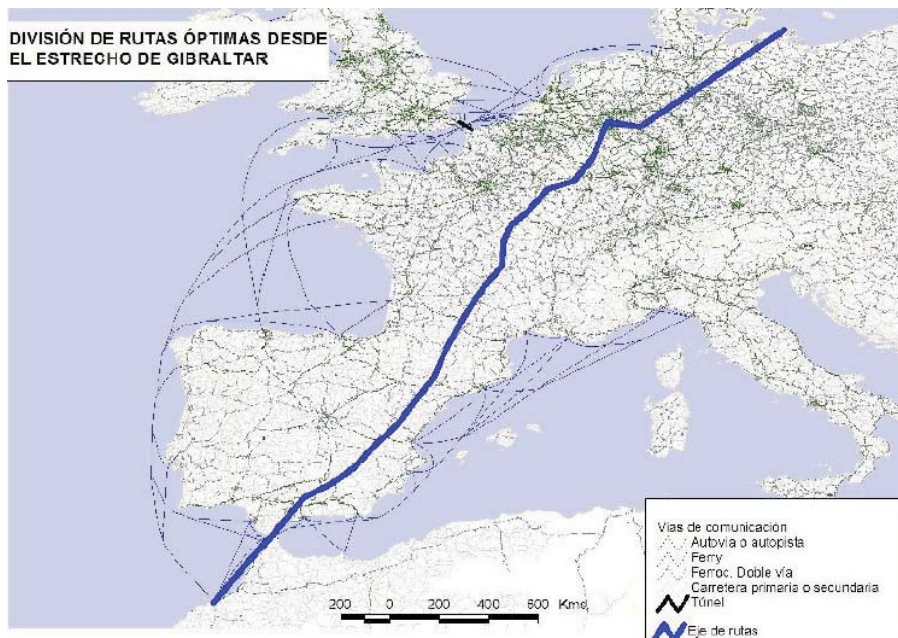 DIVISIÓN DE RUTAS ÓPTIMAS DESDE
EL ESTRECHO DE GIBRALTAR
Vías de comunicación
Autovia o autopista
Ferry
Ferroc. Doble vía
Carretera primaria o secundaria
Túnel
Eje de rutas
200 0 200 400 600 Kms